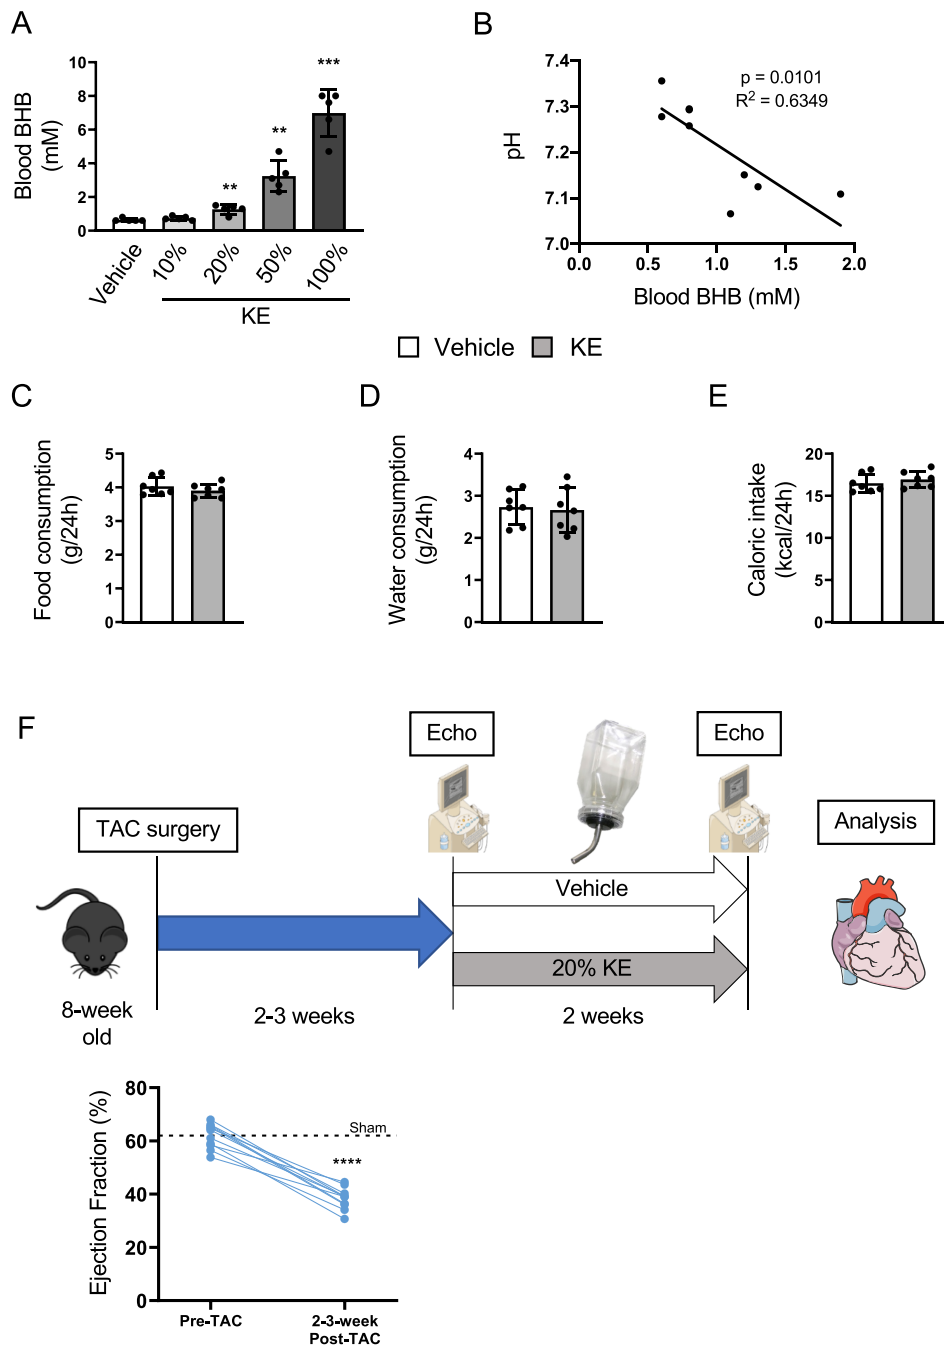 A
Blood BHB
(mM)
10
8
6
4
2
0
**
**
***
Vehicle
10%
20%
50%
100%
KE
B
pH
7.4
7.3
7.2
7.1
7.0
p = 0.0101
R² = 0.6349
0.0
0.5
1.0
1.5
2.0
Blood BHB (mM)
Vehicle
KE
C
Food consumption
(g/24h)
5
4
3
2
1
0
D
Water consumption
(g/24h)
4
3
2
1
0
E
Caloric intake
(kcal/24h)
20
15
10
5
0
F
TAC surgery
Echo
Echo
Analysis
Vehicle
20% KE
8-week
old
2-3 weeks
2 weeks
Ejection Fraction (%)
80
60
40
20
0
Sham
****
Pre-TAC
2-3-week
Post-TAC